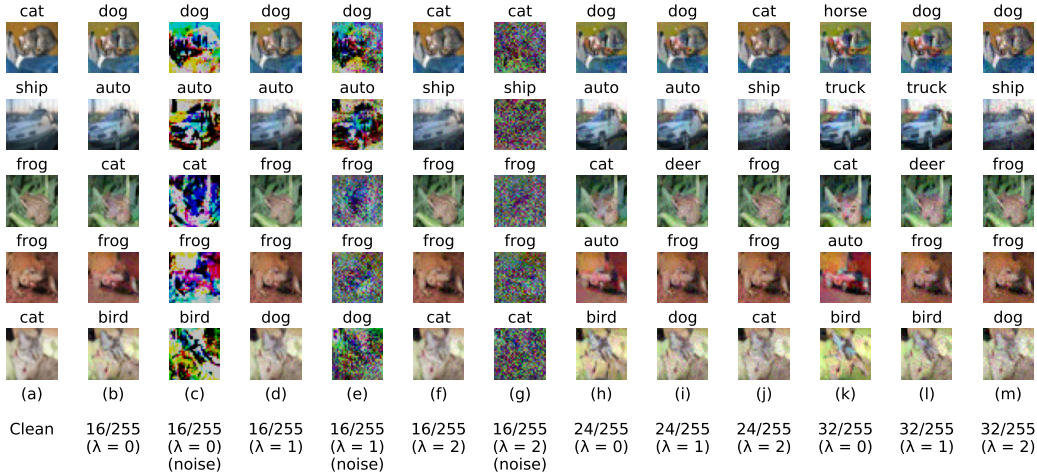 cat dog dog dog dog cat cat dog dog cat horse dog dog
ship auto auto auto auto ship ship auto auto ship truck truck ship
frog cat cat frog frog frog frog cat deer frog cat deer frog
frog frog frog frog frog frog frog auto frog frog auto frog frog
cat bird bird dog dog cat cat bird dog cat bird bird dog
(a) (b) (c) (d) (e) (f) (g) (h) (i) (j) (k) (l) (m)
Clean 16/255 16/255 16/255 16/255 16/255 16/255 24/255 24/255 24/255 32/255 32/255 32/255
(λ = 0) (λ = 0) (λ = 1) (λ = 1) (λ = 2) (λ = 2) (λ = 0) (λ = 1) (λ = 2) (λ = 0) (λ = 1) (λ = 2)
(noise) (noise) (noise)